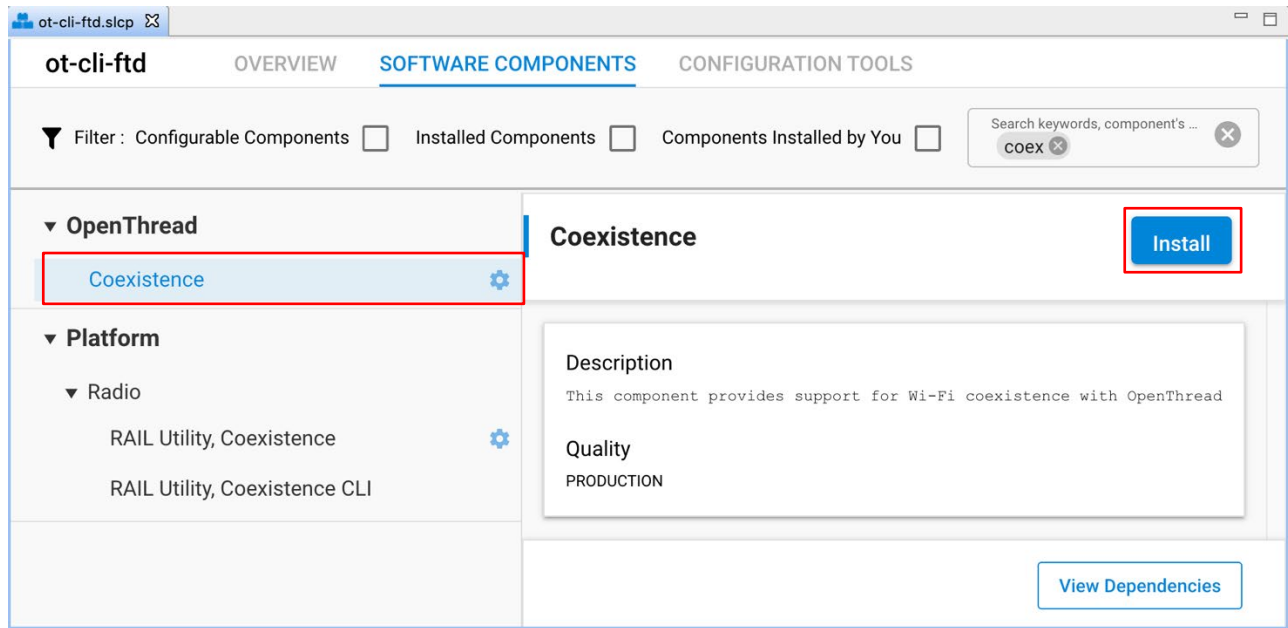 ot-cli-ftd.slcp
ot-cli-ftd OVERVIEW SOFTWARE COMPONENTS CONFIGURATION TOOLS
Filter : Configurable Components Installed Components Components Installed by You
Search keywords, component's ...
coex
OpenThread
Coexistence
Platform
Radio
RAIL Utility, Coexistence
RAIL Utility, Coexistence CLI
Coexistence
Install
Description
This component provides support for Wi-Fi coexistence with OpenThread
Quality
PRODUCTION
View Dependencies